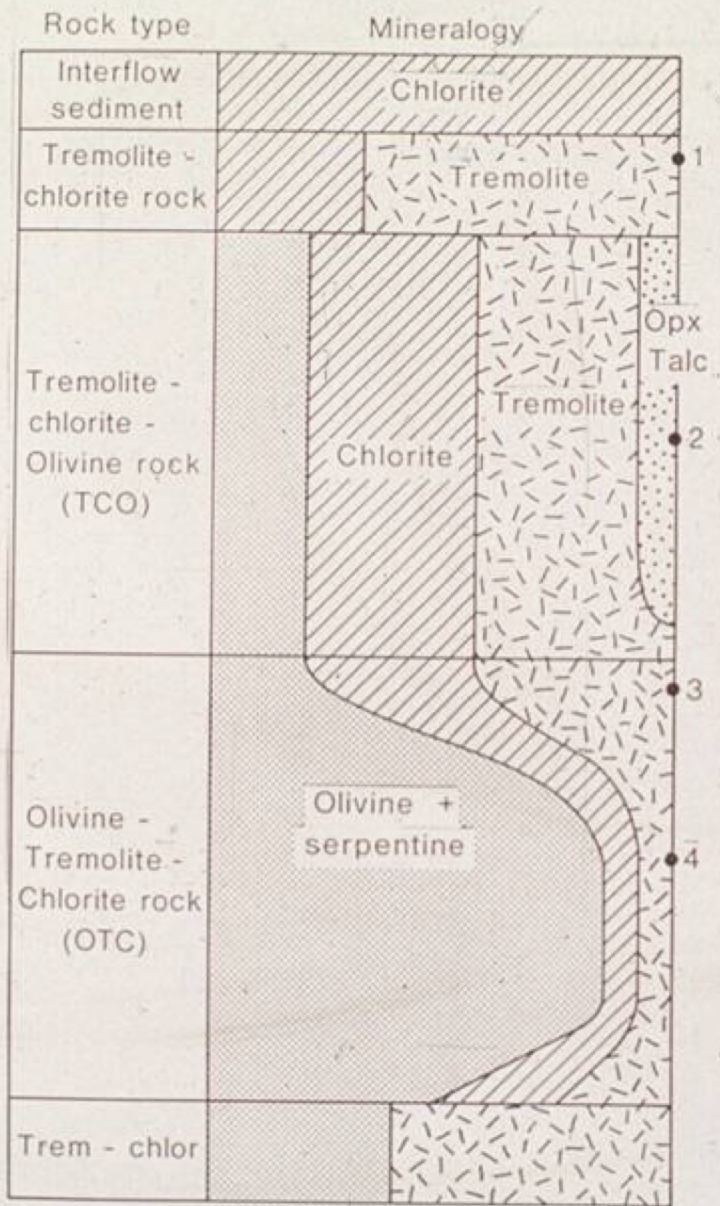 Rock type
Mineralogy
Interflow
sediment
Chlorite
Tremolite -
chlorite rock
Tremolite
1
Tremolite -
chlorite -
Olivine rock
(TCO)
Chlorite
Tremolite
Opx
Talc
2
3
Olivine -
Tremolite -
Chlorite rock
(OTC)
Olivine +
serpentine
4
Trem - chlor